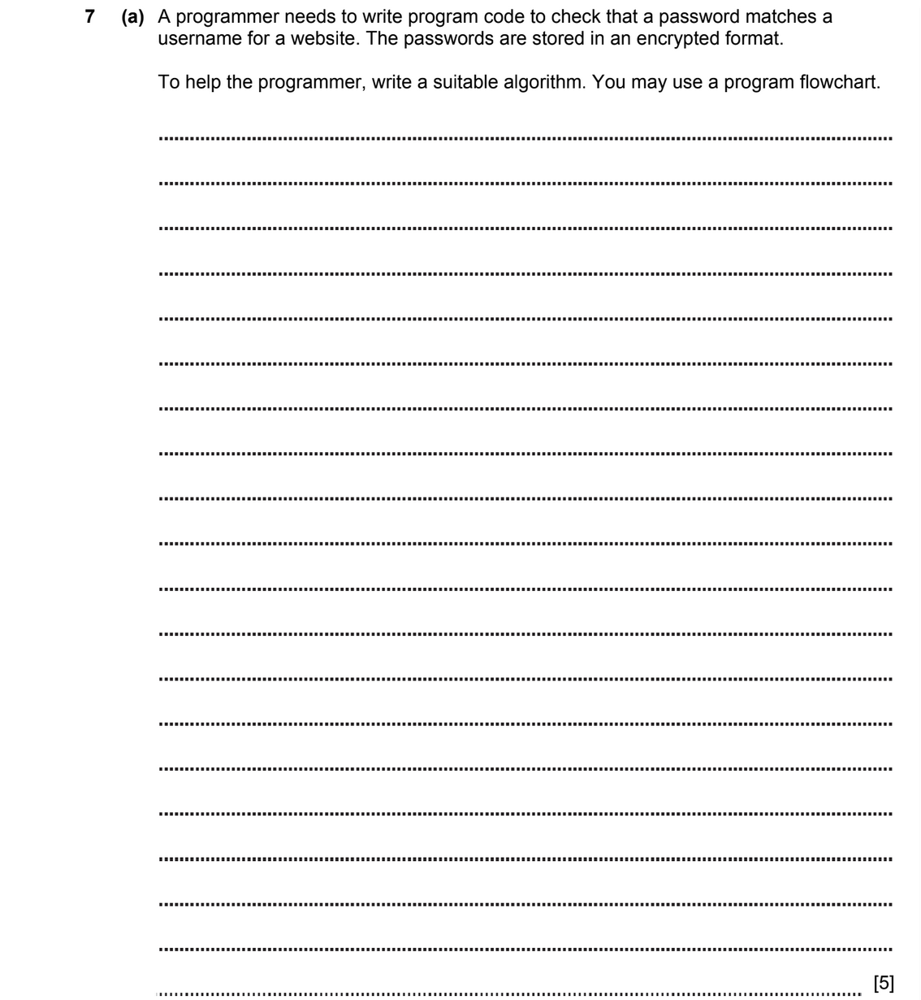 7 (a) A programmer needs to write program code to check that a password matches a
username for a website. The passwords are stored in an encrypted format.
To help the programmer, write a suitable algorithm. You may use a program flowchart.
[5]